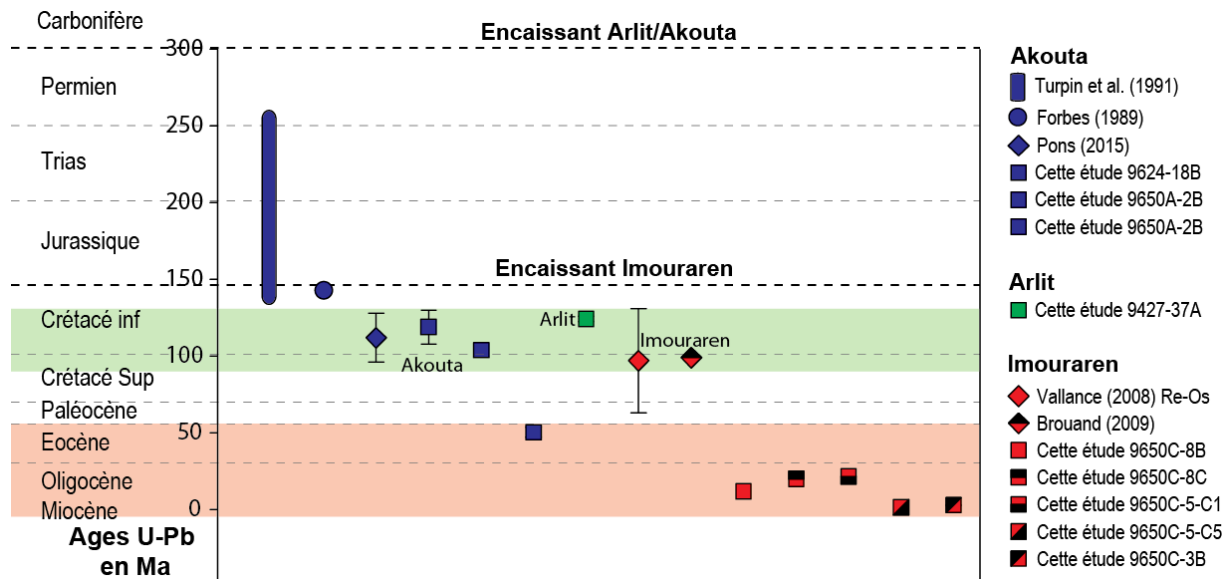 Carbonifère
Encaissant Arlit/Akouta
300
Permien
250
Trias
200
Jurassique
Encaissant Imouraren
150
Crétacé inf
Arlit
Imouraren
100
Akouta
Crétacé Sup
Paléocène
50
Eocène
Oligocène
0
Miocène
Ages U-Pb
en Ma
Akouta
Turpin et al. (1991)
Forbes (1989)
Pons (2015)
Cette étude 9624-18B
Cette étude 9650A-2B
Cette étude 9650A-2B
Arlit
Cette étude 9427-37A
Imouraren
Vallance (2008) Re-Os
Brouand (2009)
Cette étude 9650C-8B
Cette étude 9650C-8C
Cette étude 9650C-5-C1
Cette étude 9650C-5-C5
Cette étude 9650C-3B